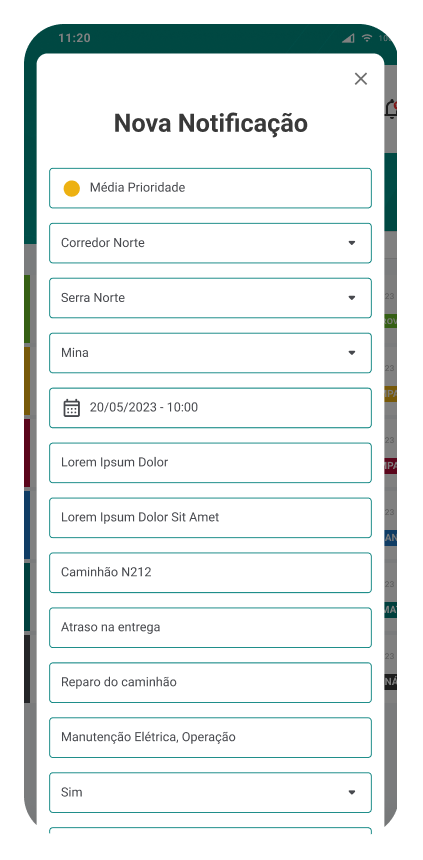 11:20
Nova Notificação
Média Prioridade
Corredor Norte
Serra Norte
Mina
20/05/2023 - 10:00
Lorem Ipsum Dolor
Lorem Ipsum Dolor Sit Amet
Caminhão N212
Atraso na entrega
Reparo do caminhão
Manutenção Elétrica, Operação
Sim